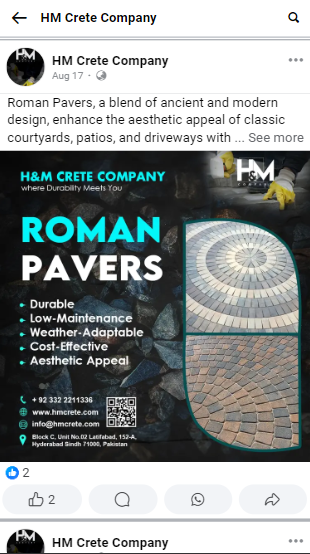 HM Crete Company
HM Crete Company
Aug 17 ·
Roman Pavers, a blend of ancient and modern
design, enhance the aesthetic appeal of classic
courtyards, patios, and driveways with ... See more
HM
H&M CRETE COMPANY
where Durability Meets You
ROMAN
PAVERS
Durable
Low-Maintenance
Weather-Adaptable
Cost-Effective
Aesthetic Appeal
+ 92 332 2211336
www.hmcrete.com
info@hmcrete.com
Block C, Unit No.02 Latifabad, 152-A,
Hyderabad Sindh 71000, Pakistan
2
2
HM Crete Company